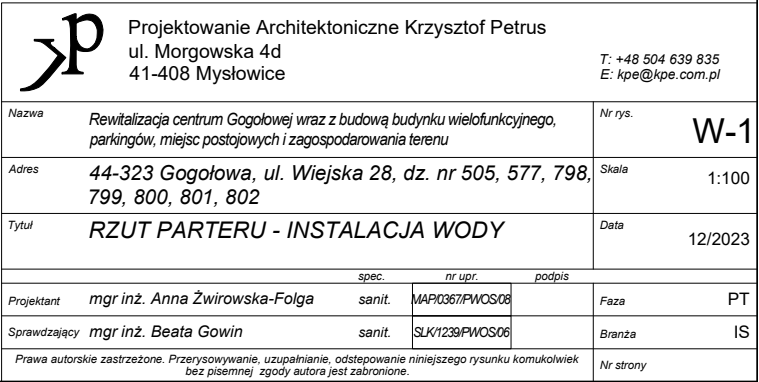 kp
Projektowanie Architektoniczne Krzysztof Petrus
ul. Morgowska 4d
41-408 Mysłowice
T: +48 504 639 835
E: kpe@kpe.com.pl
Nazwa
Rewitalizacja centrum Gogołowej wraz z budową budynku wielofunkcyjnego,
parkingów, miejsc postojowych i zagospodarowania terenu
Nr rys.
W-1
Adres
44-323 Gogołowa, ul. Wiejska 28, dz. nr 505, 577, 798,
799, 800, 801, 802
Skala
1:100
Tytuł
RZUT PARTERU - INSTALACJA WODY
Data
12/2023
spec. nr upr. podpis
Projektant mgr inż. Anna Żwirowska-Folga sanit. MAP/0367/PWOS/08
Faza PT
Sprawdzający mgr inż. Beata Gowin sanit. SLK/1239/PWOS/06
Branża IS
Prawa autorskie zastrzeżone. Przerysowywanie, uzupałnianie, odstepowanie niniejszego rysunku komukolwiek
bez pisemnej zgody autora jest zabronione.
Nr strony